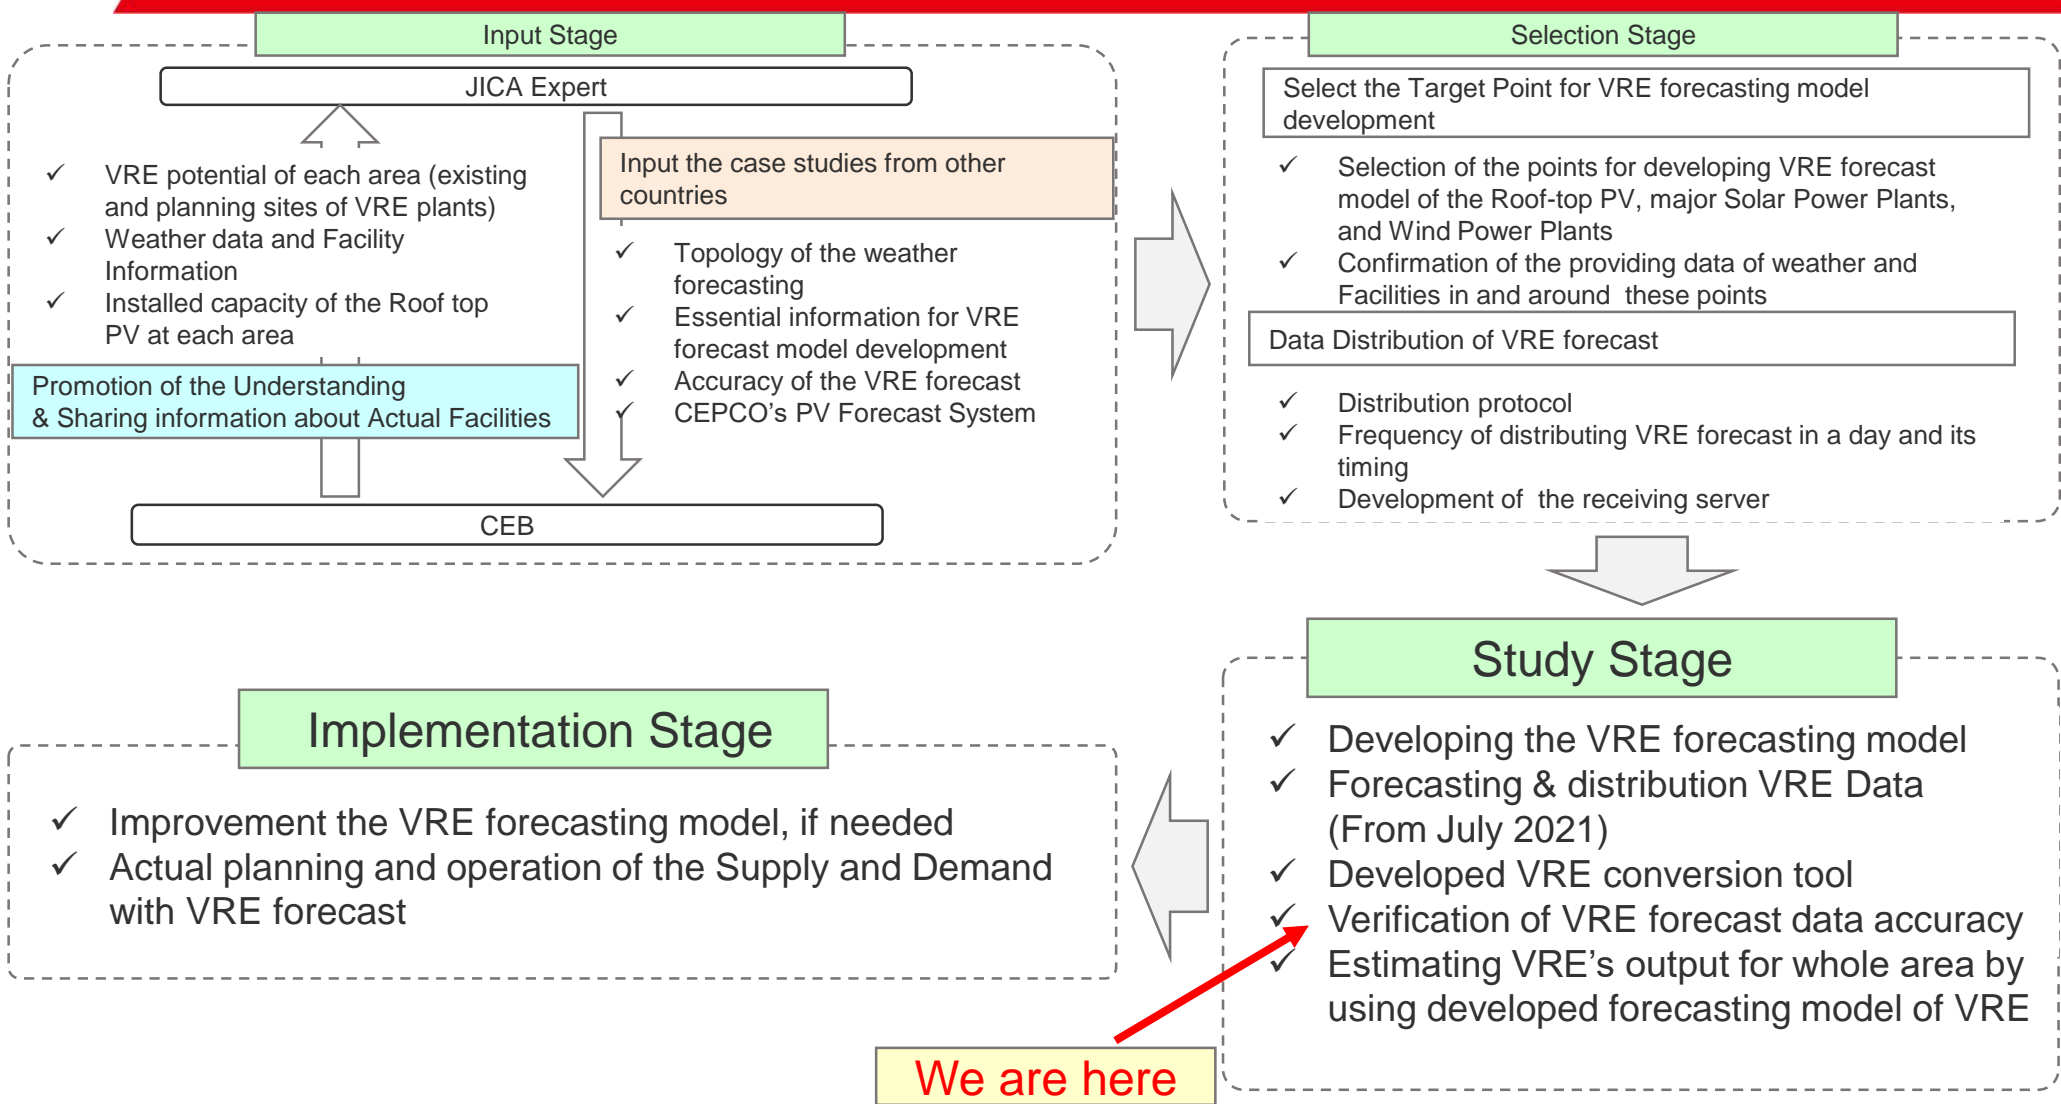 Input Stage
JICA Expert
✓ VRE potential of each area (existing
and planning sites of VRE plants)
✓ Weather data and Facility
Information
✓ Installed capacity of the Roof top
PV at each area
Promotion of the Understanding
& Sharing information about Actual Facilities
Input the case studies from other
countries
✓ Topology of the weather
forecasting
✓ Essential information for VRE
forecast model development
✓ Accuracy of the VRE forecast
✓ CEPCO’s PV Forecast System
CEB
Selection Stage
Select the Target Point for VRE forecasting model
development
✓ Selection of the points for developing VRE forecast
model of the Roof-top PV, major Solar Power Plants,
and Wind Power Plants
✓ Confirmation of the providing data of weather and
Facilities in and around these points
Data Distribution of VRE forecast
✓ Distribution protocol
✓ Frequency of distributing VRE forecast in a day and its
timing
✓ Development of the receiving server
Study Stage
✓ Developing the VRE forecasting model
✓ Forecasting & distribution VRE Data
(From July 2021)
✓ Developed VRE conversion tool
✓ Verification of VRE forecast data accuracy
✓ Estimating VRE’s output for whole area by
using developed forecasting model of VRE
Implementation Stage
✓ Improvement the VRE forecasting model, if needed
✓ Actual planning and operation of the Supply and Demand
with VRE forecast
We are here